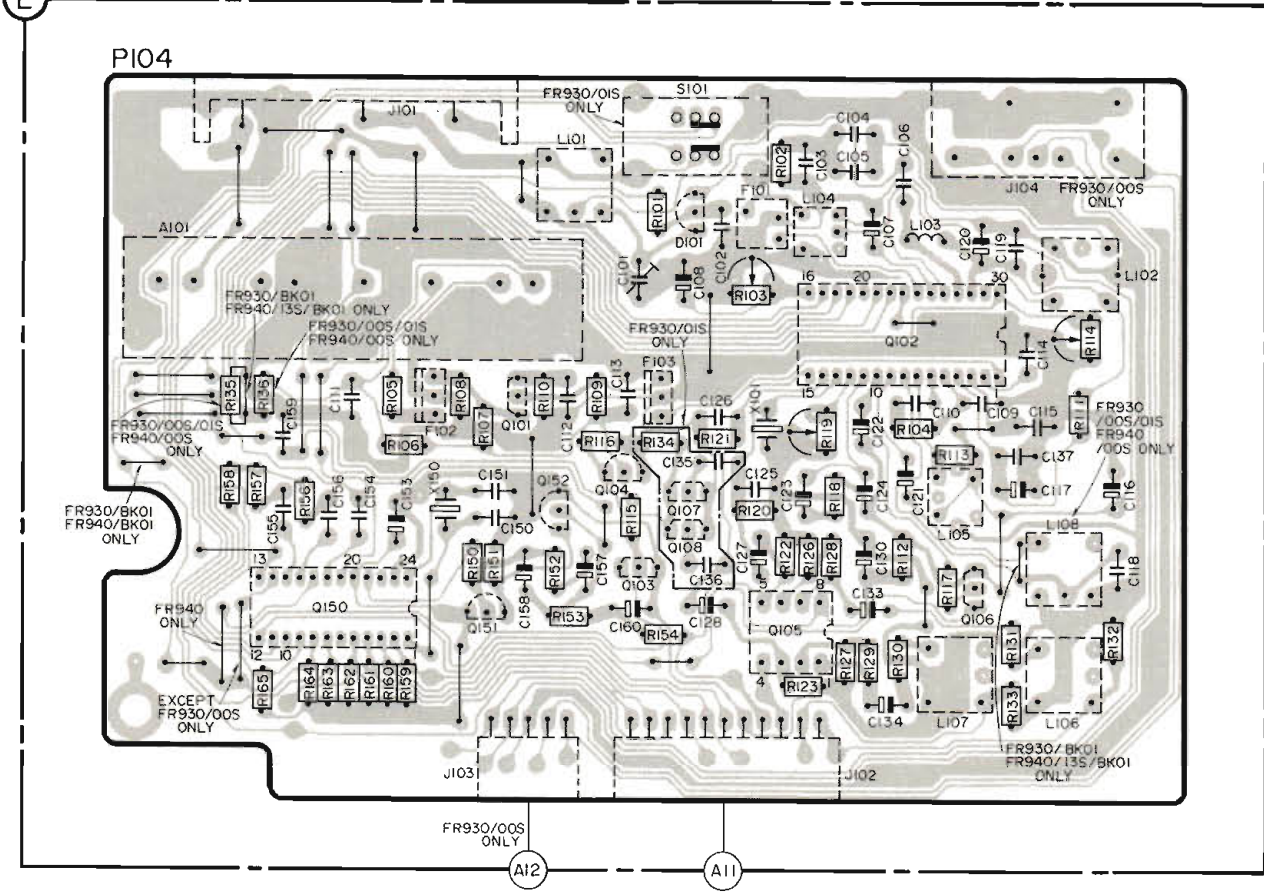 E
P104
FR930/01S
ONLY
S101
J101
L101
C104
C105
C106
R102
C103
J104
FR930/00S
ONLY
R101
D101
C102
F101
L104
C107
L103
C120
C119
L102
A101
C101
C108
R103
16
20
30
FR930/BK01
FR940/13S/BK01 ONLY
FR930/00S/01S
FR940/00S ONLY
FR930/01S
ONLY
Q102
C114
R114
R135
R136
C159
C111
R105
F102
R108
R107
Q101
R110
C112
R109
C113
F103
C126
X101
15
10
R119
C122
C110
R104
C109
C115
R111
FR930
/00S/01S
FR940
/00S ONLY
FR930/00S/01S
FR940/00S
ONLY
R106
R116
R134
R121
C135
R113
C137
R158
R157
R156
C156
C154
C153
X150
C151
C150
Q152
Q104
R115
Q107
Q108
C125
R120
C123
R118
C124
C121
L105
C117
C116
FR930/BK01
FR940/BK01
ONLY
C155
13
20
24
R150
R151
C158
R152
C157
Q103
C136
C127
5
R122
R126
R128
8
C130
R112
L108
C118
FR940
ONLY
Q150
Q151
R153
C160
R154
C128
Q105
C133
R117
Q106
12
10
R165
R164
R163
R162
R161
R160
R159
4
R123
R127
R129
R130
C134
L107
R131
R133
L106
R132
EXCEPT
FR930/00S
ONLY
J103
J102
FR930/BK01
FR940/13S/BK01
ONLY
FR930/00S
ONLY
A12
A11